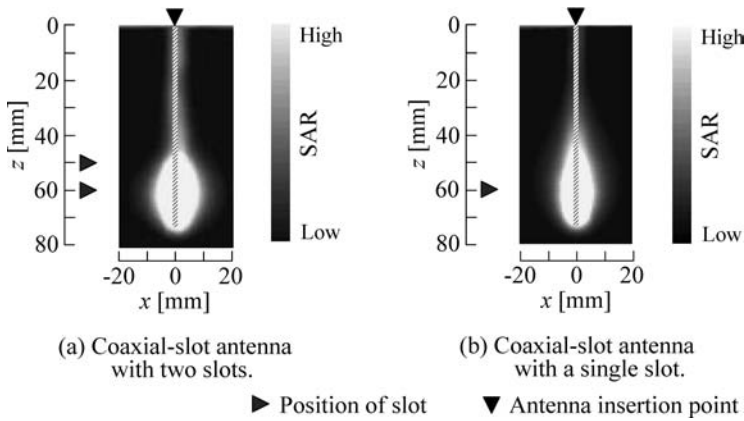 0
20
40
60
80
z [mm]
-20
0
20
x [mm]
High
SAR
Low
(a) Coaxial-slot antenna
with two slots.
0
20
40
60
80
z [mm]
-20
0
20
x [mm]
High
SAR
Low
(b) Coaxial-slot antenna
with a single slot.
Position of slot
Antenna insertion point